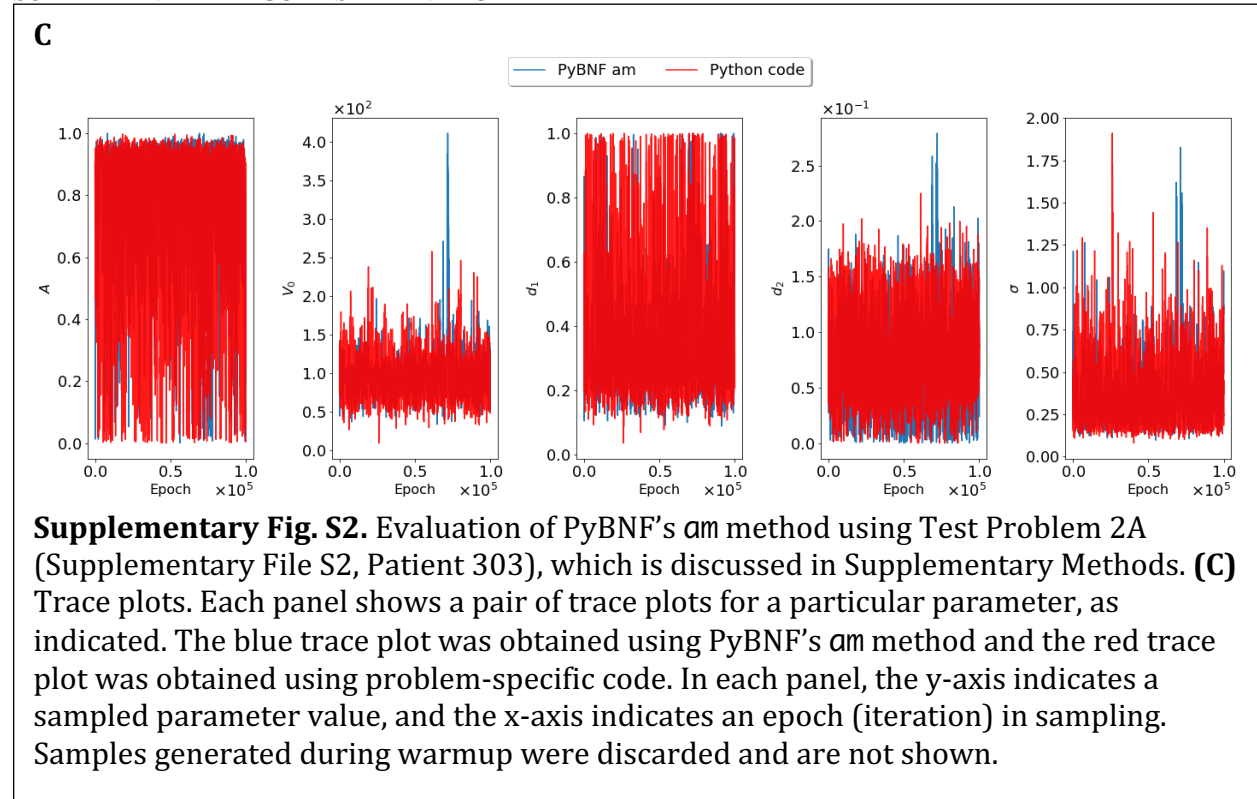 C
PyBNF am
Python code
×10²
×10⁻¹
1.0
0.8
0.6
0.4
0.2
0.0
A
0.0 0.5 1.0
Epoch ×10⁵
4.0
3.5
3.0
2.5
2.0
1.5
1.0
0.5
0.0
V₀
0.0 0.5 1.0
Epoch ×10⁵
1.0
0.8
0.6
0.4
0.2
0.0
d₁
0.0 0.5 1.0
Epoch ×10⁵
2.5
2.0
1.5
1.0
0.5
0.0
d₂
0.0 0.5 1.0
Epoch ×10⁵
2.00
1.75
1.50
1.25
1.00
0.75
0.50
0.25
0.00
σ
0.0 0.5 1.0
Epoch ×10⁵
Supplementary Fig. S2. Evaluation of PyBNF’s am method using Test Problem 2A
(Supplementary File S2, Patient 303), which is discussed in Supplementary Methods. (C)
Trace plots. Each panel shows a pair of trace plots for a particular parameter, as
indicated. The blue trace plot was obtained using PyBNF’s am method and the red trace
plot was obtained using problem-specific code. In each panel, the y-axis indicates a
sampled parameter value, and the x-axis indicates an epoch (iteration) in sampling.
Samples generated during warmup were discarded and are not shown.